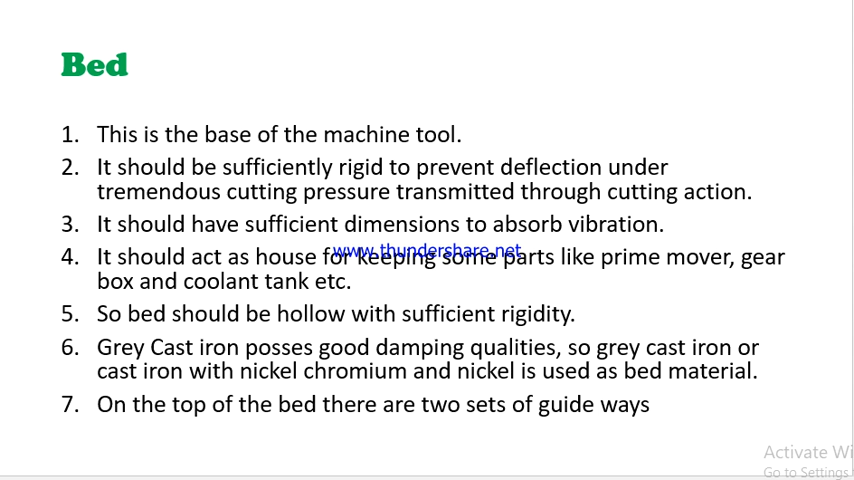 Bed
1. This is the base of the machine tool.
2. It should be sufficiently rigid to prevent deflection under
tremendous cutting pressure transmitted through cutting action.
3. It should have sufficient dimensions to absorb vibration.
www.thundershare.net
4. It should act as house for keeping some parts like prime mover, gear
box and coolant tank etc.
5. So bed should be hollow with sufficient rigidity.
6. Grey Cast iron posses good damping qualities, so grey cast iron or
cast iron with nickel chromium and nickel is used as bed material.
7. On the top of the bed there are two sets of guide ways
Activate Wi
Go to Settings